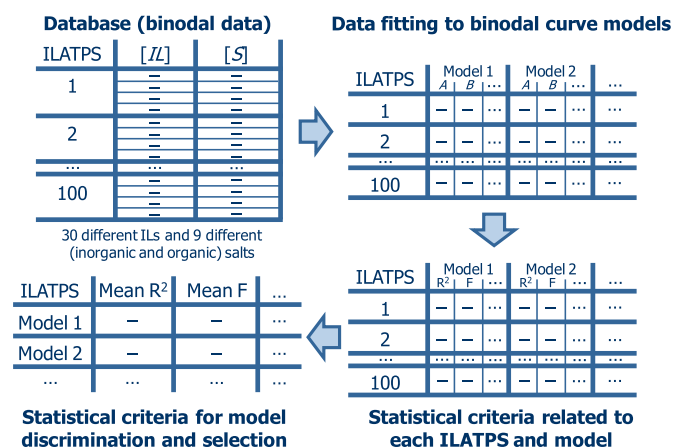 Database (binodal data)
ILATPS [IL] [S]
1 – –
– –
– –
– –
2 – –
– –
– –
– –
... ... ...
100 – –
– –
– –
– –
30 different ILs and 9 different
(inorganic and organic) salts
Data fitting to binodal curve models
ILATPS Model 1 Model 2 ...
A B ... A B ...
1 – – ... – – ... ...
2 – – ... – – ... ...
... ... ... ... ... ... ... ...
100 – – ... – – ... ...
ILATPS Model 1 Model 2 ...
R² F ... R² F ...
1 – – ... – – ... ...
2 – – ... – – ... ...
... ... ... ... ... ... ... ...
100 – – ... – – ... ...
Statistical criteria related to
each ILATPS and model
ILATPS Mean R² Mean F ...
Model 1 – – ...
Model 2 – – ...
... ... ... ...
Statistical criteria for model
discrimination and selection